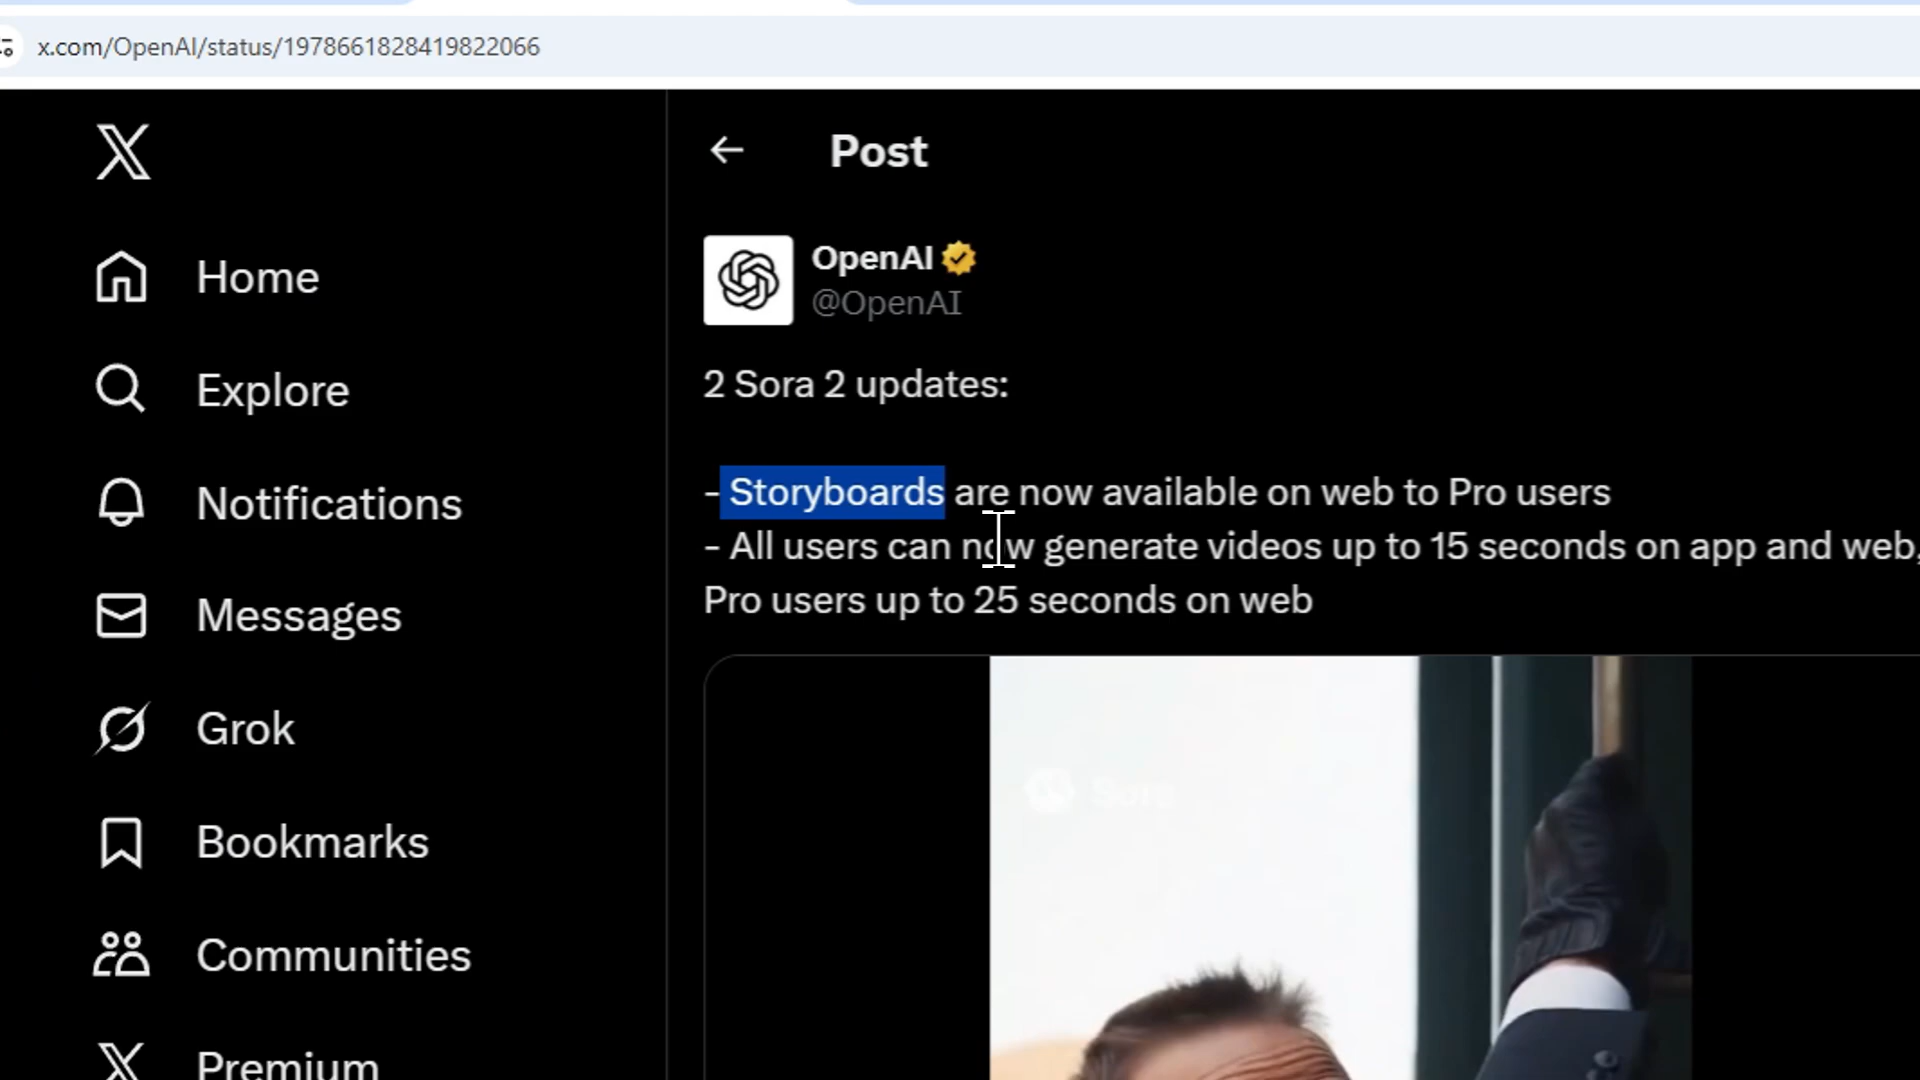 x.com/OpenAI/status/1978661828419822066
Post
Home
Explore
Notifications
Messages
Grok
Bookmarks
Communities
Premium
OpenAI
@OpenAI
2 Sora 2 updates:
- Storyboards are now available on web to Pro users
- All users can now generate videos up to 15 seconds on app and web,
Pro users up to 25 seconds on web
Sora